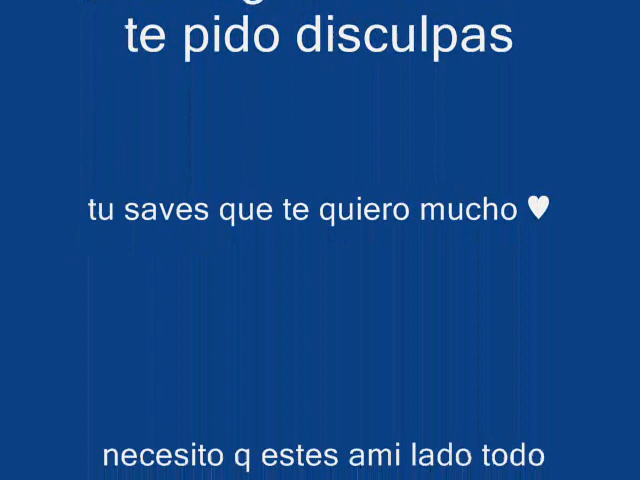 te pido disculpas
tu saves que te quiero mucho ♥
necesito q estes ami lado todo